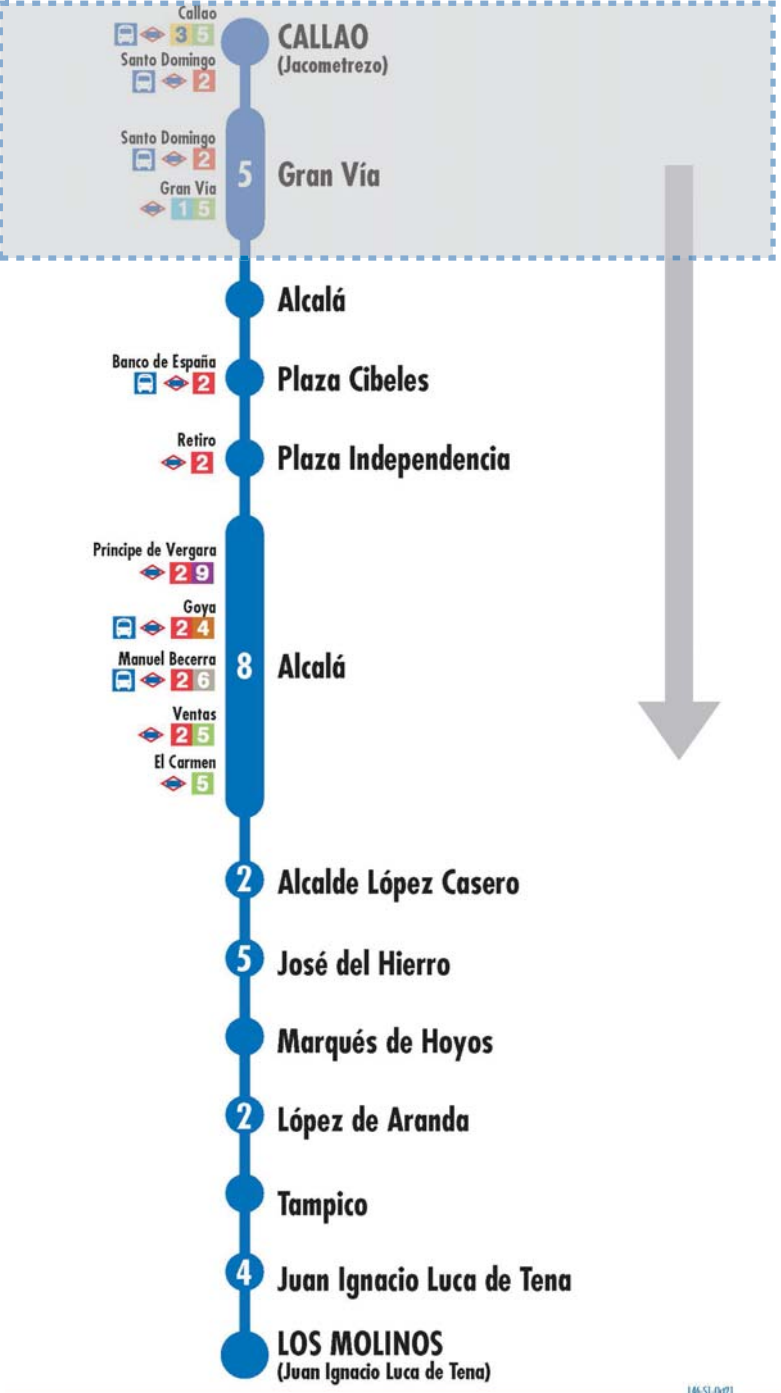 Callao
3 5
CALLAO
(Jacometrezo)
Santo Domingo
2
Santo Domingo
2
Gran Vía
1 5
5
Gran Vía
Alcalá
Banco de España
2
Plaza Cibeles
Retiro
2
Plaza Independencia
Príncipe de Vergara
2 9
Goya
2 4
Manuel Becerra
2 6
Ventas
2 5
El Carmen
5
8
Alcalá
2
Alcalde López Casero
5
José del Hierro
Marqués de Hoyos
2
López de Aranda
Tampico
4
Juan Ignacio Luca de Tena
LOS MOLINOS
(Juan Ignacio Luca de Tena)